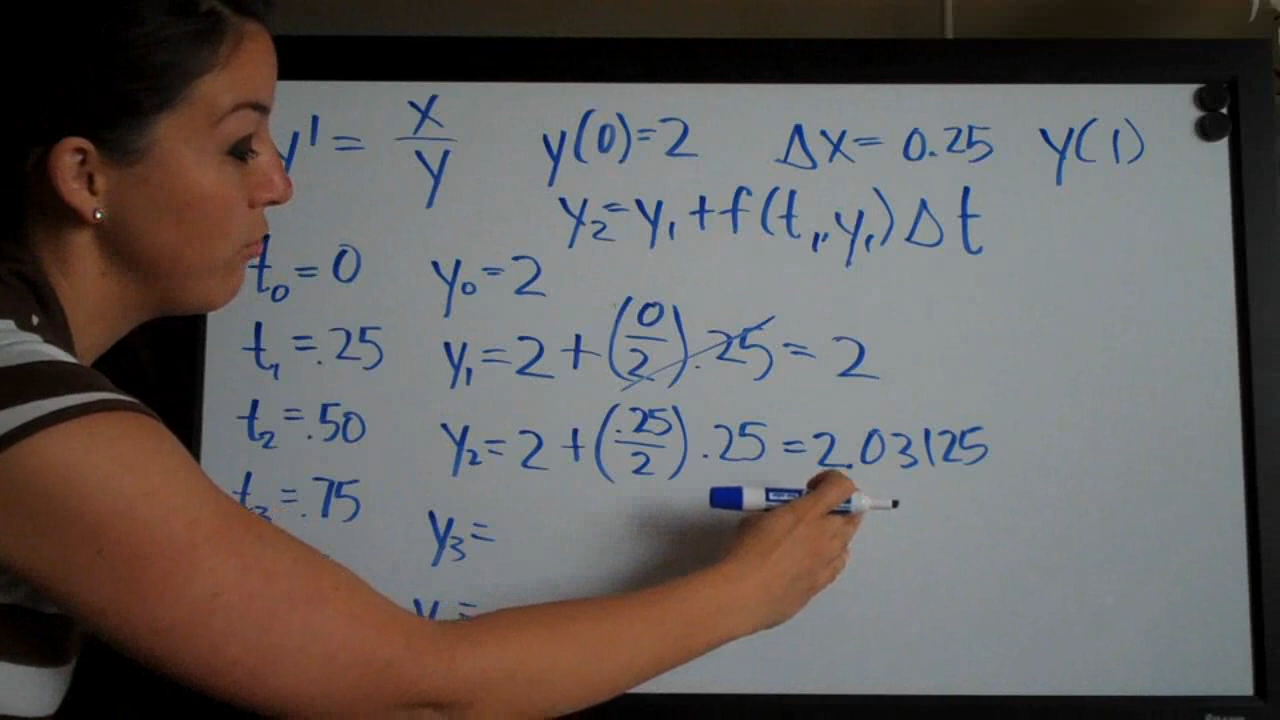 y' = x/y y(0)=2 Δx= 0.25 y(1)
y₂=y₁+f(t₁,y₁)Δt
t₀=0 y₀=2
t₁=.25 y₁=2+(0/2).25=2
t₂=.50 y₂=2+(.25/2).25=2.03125
t₃=.75 y₃=